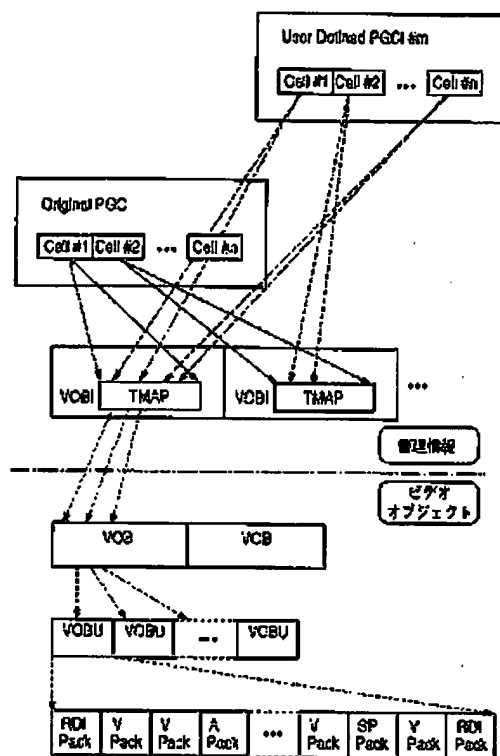 User Defined PGCI #m
Cell #1 Cell #2 ••• Cell #n
Original PGC
Cell #1 Cell #2 ••• Cell #n
VOBI TMAP VOBI TMAP •••
管理情報
ビデオ
オブジェクト
VOB VOB
VOBU VOBU ••• VOBU
RDI Pack V Pack V Pack A Pack ••• V Pack SP Pack V Pack RDI Pack